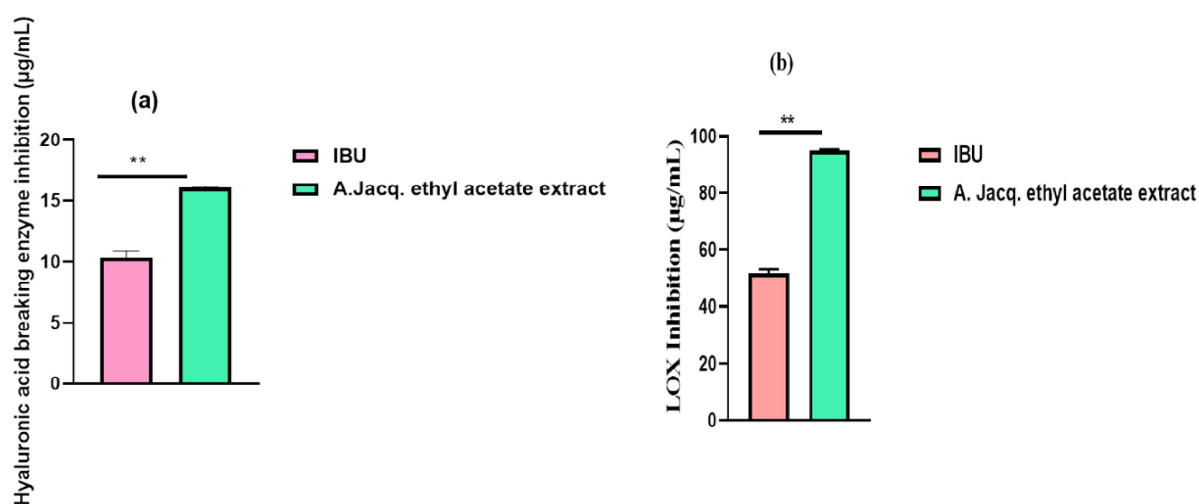 Hyaluronic acid breaking enzyme inhibition (µg/mL)
(a)
20
15
10
5
0
**
IBU
A.Jacq. ethyl acetate extract
(b)
LOX Inhibition (µg/mL)
100
80
60
40
20
0
**
IBU
A. Jacq. ethyl acetate extract